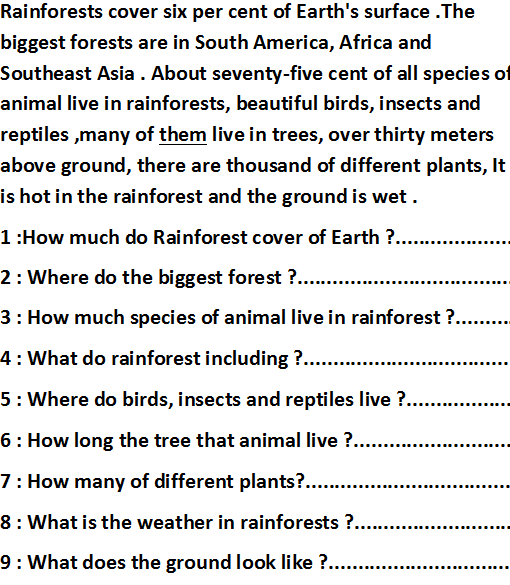 Rainforests cover six per cent of Earth's surface .The
biggest forests are in South America, Africa and
Southeast Asia . About seventy-five cent of all species of
animal live in rainforests, beautiful birds, insects and
reptiles ,many of them live in trees, over thirty meters
above ground, there are thousand of different plants, It
is hot in the rainforest and the ground is wet .
1 :How much do Rainforest cover of Earth ?....................
2 : Where do the biggest forest ?....................................
3 : How much species of animal live in rainforest ?..........
4 : What do rainforest including ?...................................
5 : Where do birds, insects and reptiles live ?..................
6 : How long the tree that animal live ?...........................
7 : How many of different plants?...................................
8 : What is the weather in rainforests ?..........................
9 : What does the ground look like ?...............................